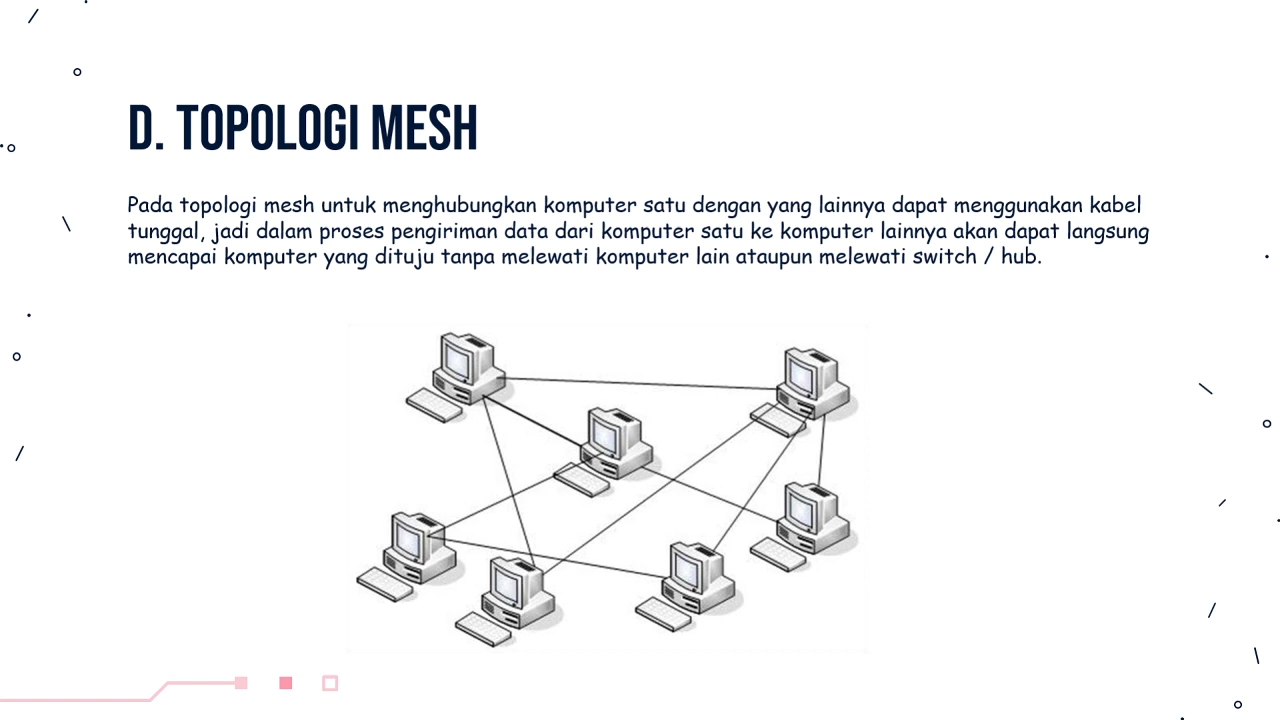 D. TOPOLOGI MESH
Pada topologi mesh untuk menghubungkan komputer satu dengan yang lainnya dapat menggunakan kabel
tunggal, jadi dalam proses pengiriman data dari komputer satu ke komputer lainnya akan dapat langsung
mencapai komputer yang dituju tanpa melewati komputer lain ataupun melewati switch / hub.